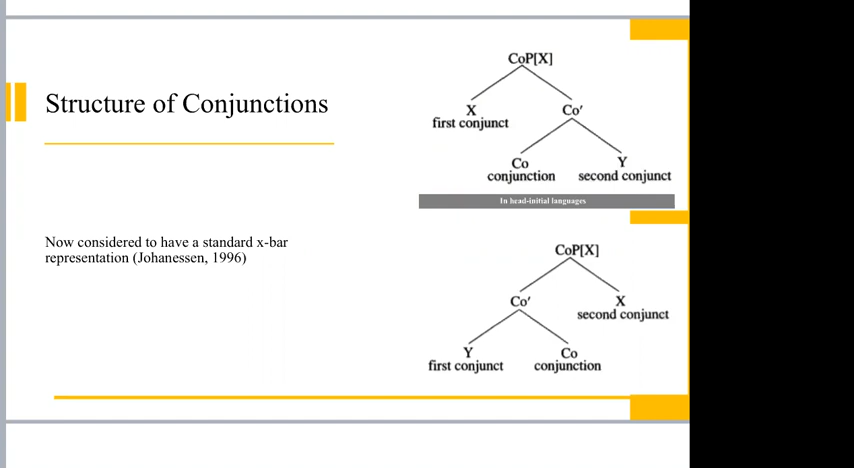 Structure of Conjunctions
Now considered to have a standard x-bar
representation (Johanessen, 1996)
CoP[X]
X
first conjunct
Co′
Co
conjunction
Y
second conjunct
In head-initial languages
CoP[X]
Co′
X
second conjunct
Y
first conjunct
Co
conjunction